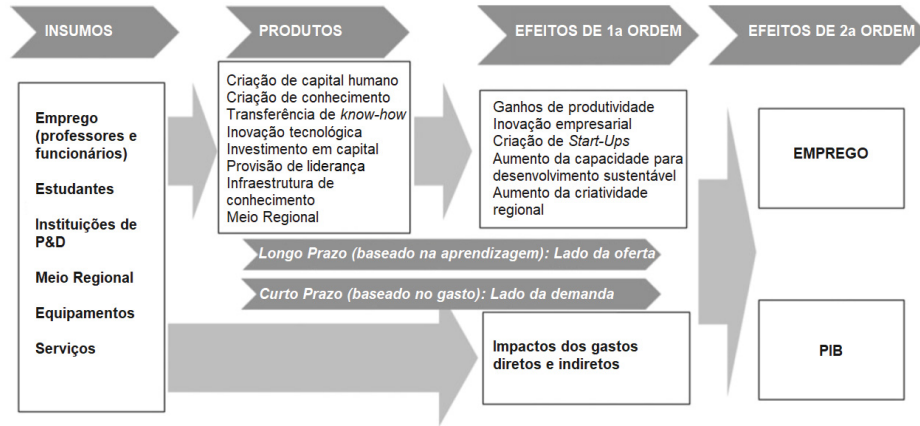 INSUMOS
PRODUTOS
EFEITOS DE 1a ORDEM
EFEITOS DE 2a ORDEM
Emprego
(professores e
funcionários)
Estudantes
Instituições de
P&D
Meio Regional
Equipamentos
Serviços
Criação de capital humano
Criação de conhecimento
Transferência de know-how
Inovação tecnológica
Investimento em capital
Provisão de liderança
Infraestrutura de
conhecimento
Meio Regional
Ganhos de produtividade
Inovação empresarial
Criação de Start-Ups
Aumento da capacidade para
desenvolvimento sustentável
Aumento da criatividade
regional
EMPREGO
Longo Prazo (baseado na aprendizagem): Lado da oferta
Curto Prazo (baseado no gasto): Lado da demanda
Impactos dos gastos
diretos e indiretos
PIB